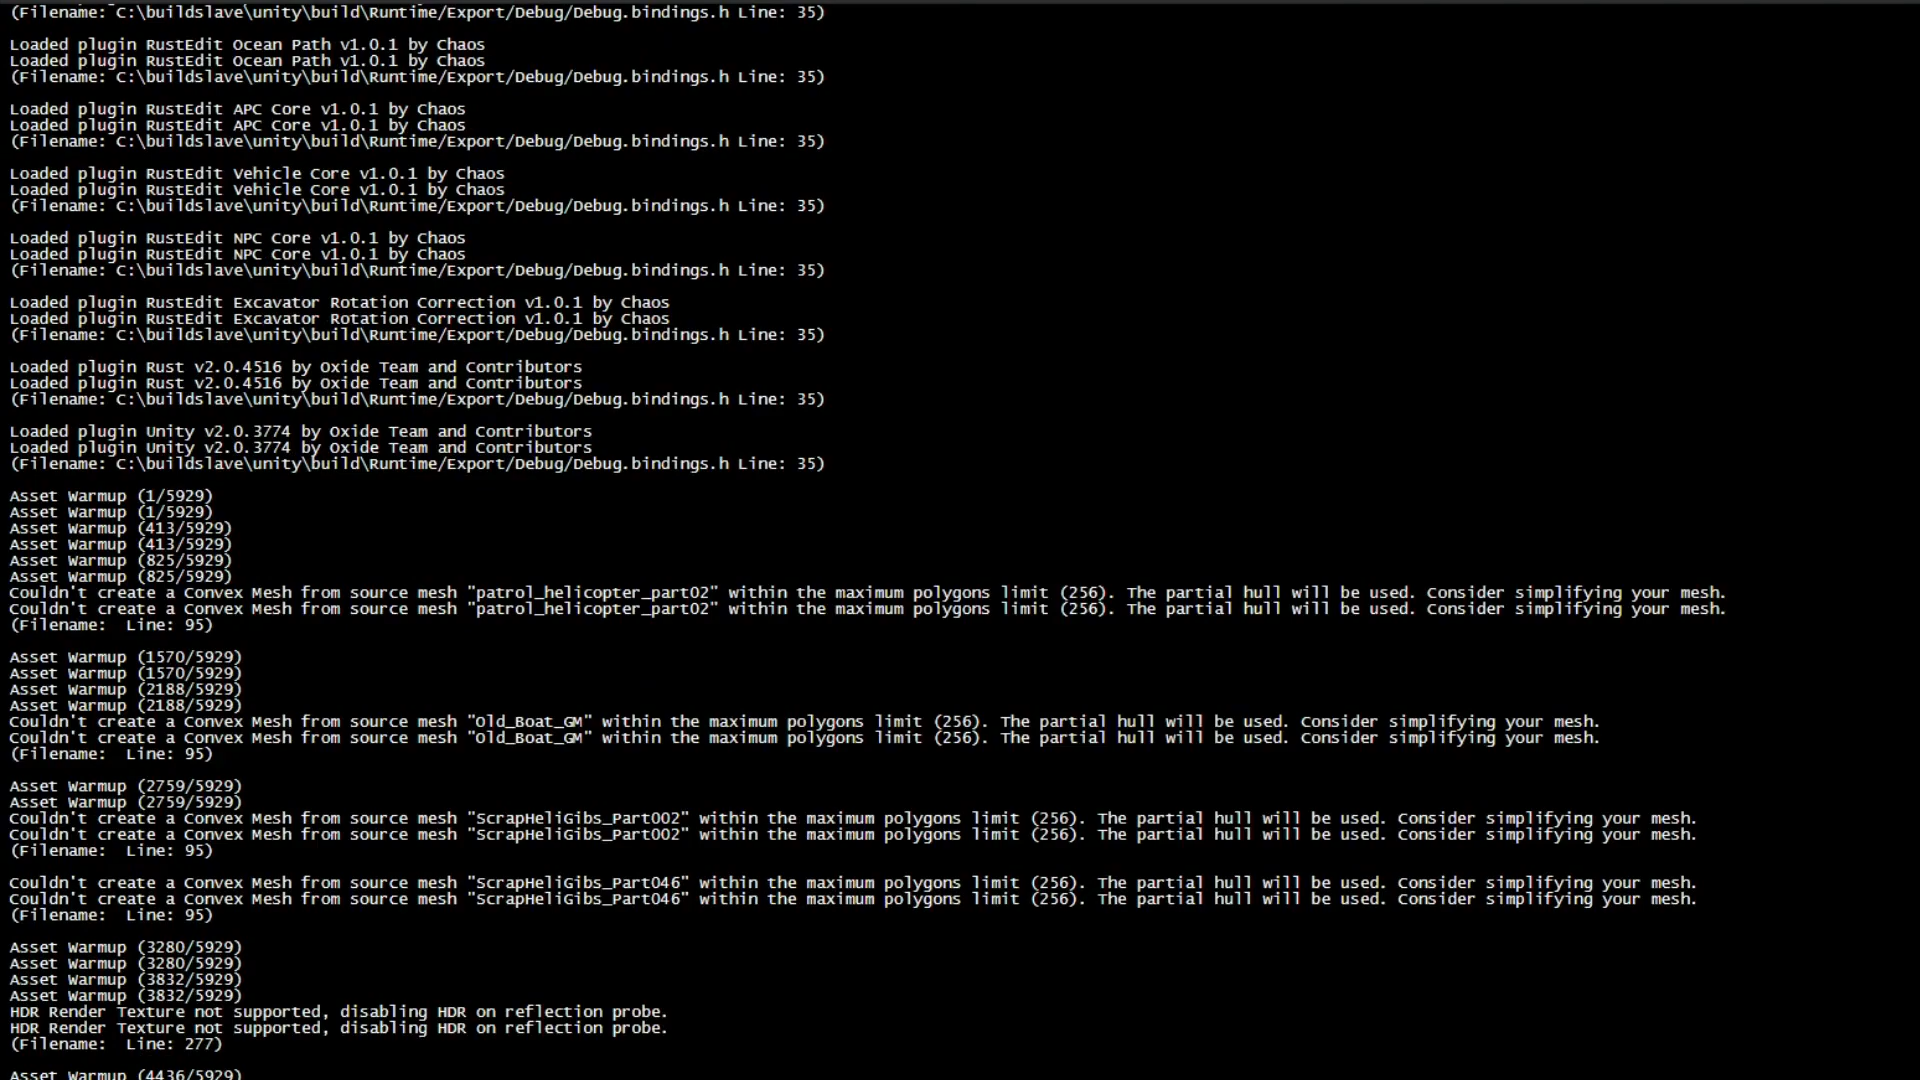 (Filename: C:\buildslave\unity\build\Runtime/Export/Debug/Debug.bindings.h Line: 35)
Loaded plugin RustEdit Ocean Path v1.0.1 by Chaos
Loaded plugin RustEdit Ocean Path v1.0.1 by Chaos
(Filename: C:\buildslave\unity\build\Runtime/Export/Debug/Debug.bindings.h Line: 35)
Loaded plugin RustEdit APC Core v1.0.1 by Chaos
Loaded plugin RustEdit APC Core v1.0.1 by Chaos
(Filename: C:\buildslave\unity\build\Runtime/Export/Debug/Debug.bindings.h Line: 35)
Loaded plugin RustEdit Vehicle Core v1.0.1 by Chaos
Loaded plugin RustEdit Vehicle Core v1.0.1 by Chaos
(Filename: C:\buildslave\unity\build\Runtime/Export/Debug/Debug.bindings.h Line: 35)
Loaded plugin RustEdit NPC Core v1.0.1 by Chaos
Loaded plugin RustEdit NPC Core v1.0.1 by Chaos
(Filename: C:\buildslave\unity\build\Runtime/Export/Debug/Debug.bindings.h Line: 35)
Loaded plugin RustEdit Excavator Rotation Correction v1.0.1 by Chaos
Loaded plugin RustEdit Excavator Rotation Correction v1.0.1 by Chaos
(Filename: C:\buildslave\unity\build\Runtime/Export/Debug/Debug.bindings.h Line: 35)
Loaded plugin Rust v2.0.4516 by Oxide Team and Contributors
Loaded plugin Rust v2.0.4516 by Oxide Team and Contributors
(Filename: C:\buildslave\unity\build\Runtime/Export/Debug/Debug.bindings.h Line: 35)
Loaded plugin Unity v2.0.3774 by Oxide Team and Contributors
Loaded plugin Unity v2.0.3774 by Oxide Team and Contributors
(Filename: C:\buildslave\unity\build\Runtime/Export/Debug/Debug.bindings.h Line: 35)
Asset Warmup (1/5929)
Asset Warmup (1/5929)
Asset Warmup (413/5929)
Asset Warmup (413/5929)
Asset Warmup (825/5929)
Asset Warmup (825/5929)
Couldn't create a Convex Mesh from source mesh "patrol_helicopter_part02" within the maximum polygons limit (256). The partial hull will be used. Consider simplifying your mesh.
Couldn't create a Convex Mesh from source mesh "patrol_helicopter_part02" within the maximum polygons limit (256). The partial hull will be used. Consider simplifying your mesh.
(Filename:  Line: 95)
Asset Warmup (1570/5929)
Asset Warmup (1570/5929)
Asset Warmup (2188/5929)
Asset Warmup (2188/5929)
Couldn't create a Convex Mesh from source mesh "Old_Boat_GM" within the maximum polygons limit (256). The partial hull will be used. Consider simplifying your mesh.
Couldn't create a Convex Mesh from source mesh "Old_Boat_GM" within the maximum polygons limit (256). The partial hull will be used. Consider simplifying your mesh.
(Filename:  Line: 95)
Asset Warmup (2759/5929)
Asset Warmup (2759/5929)
Couldn't create a Convex Mesh from source mesh "ScrapHeliGibs_Part002" within the maximum polygons limit (256). The partial hull will be used. Consider simplifying your mesh.
Couldn't create a Convex Mesh from source mesh "ScrapHeliGibs_Part002" within the maximum polygons limit (256). The partial hull will be used. Consider simplifying your mesh.
(Filename:  Line: 95)
Couldn't create a Convex Mesh from source mesh "ScrapHeliGibs_Part046" within the maximum polygons limit (256). The partial hull will be used. Consider simplifying your mesh.
Couldn't create a Convex Mesh from source mesh "ScrapHeliGibs_Part046" within the maximum polygons limit (256). The partial hull will be used. Consider simplifying your mesh.
(Filename:  Line: 95)
Asset Warmup (3280/5929)
Asset Warmup (3280/5929)
Asset Warmup (3832/5929)
Asset Warmup (3832/5929)
HDR Render Texture not supported, disabling HDR on reflection probe.
HDR Render Texture not supported, disabling HDR on reflection probe.
(Filename:  Line: 277)
Asset Warmup (4436/5929)